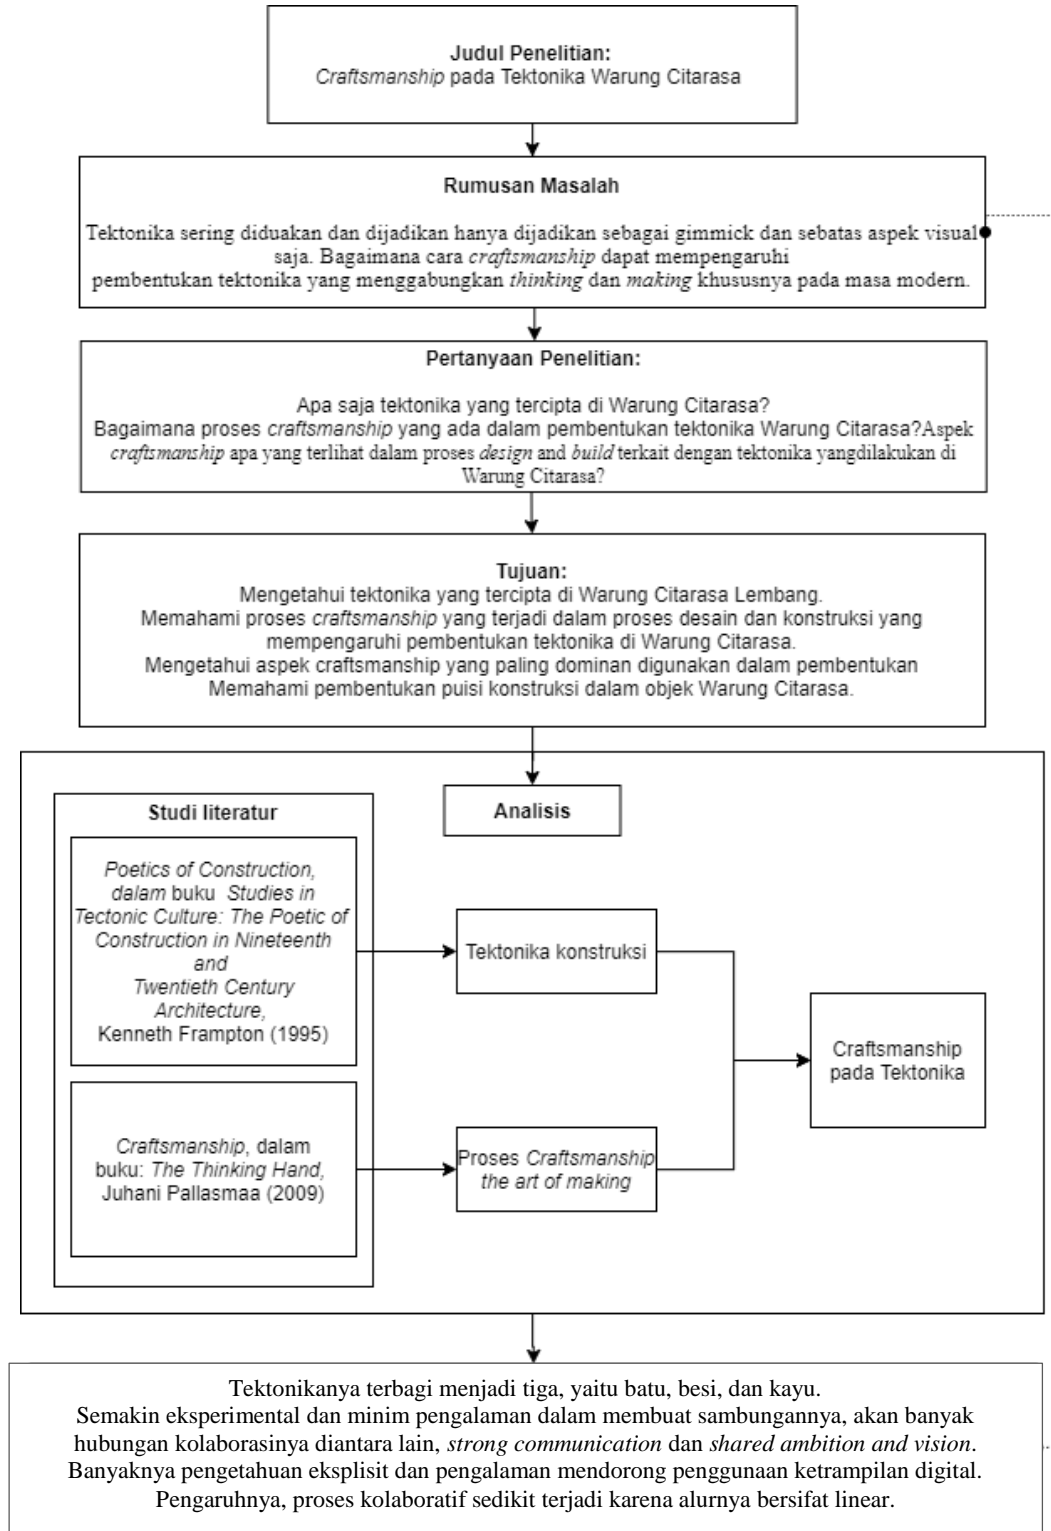 Judul Penelitian:
Craftsmanship pada Tektonika Warung Citarasa
Rumusan Masalah
Tektonika sering diduakan dan dijadikan hanya dijadikan sebagai gimmick dan sebatas aspek visual
saja. Bagaimana cara craftsmanship dapat mempengaruhi
pembentukan tektonika yang menggabungkan thinking dan making khususnya pada masa modern.
Pertanyaan Penelitian:
Apa saja tektonika yang tercipta di Warung Citarasa?
Bagaimana proses craftsmanship yang ada dalam pembentukan tektonika Warung Citarasa?Aspek
craftsmanship apa yang terlihat dalam proses design and build terkait dengan tektonika yangdilakukan di
Warung Citarasa?
Tujuan:
Mengetahui tektonika yang tercipta di Warung Citarasa Lembang.
Memahami proses craftsmanship yang terjadi dalam proses desain dan konstruksi yang
mempengaruhi pembentukan tektonika di Warung Citarasa.
Mengetahui aspek craftsmanship yang paling dominan digunakan dalam pembentukan
Memahami pembentukan puisi konstruksi dalam objek Warung Citarasa.
Analisis
Studi literatur
Poetics of Construction,
dalam buku Studies in
Tectonic Culture: The Poetic of
Construction in Nineteenth
and
Twentieth Century
Architecture,
Kenneth Frampton (1995)
Tektonika konstruksi
Craftsmanship, dalam
buku: The Thinking Hand,
Juhani Pallasmaa (2009)
Proses Craftsmanship
the art of making
Craftsmanship
pada Tektonika
Tektonikanya terbagi menjadi tiga, yaitu batu, besi, dan kayu.
Semakin eksperimental dan minim pengalaman dalam membuat sambungannya, akan banyak
hubungan kolaborasinya diantara lain, strong communication dan shared ambition and vision.
Banyaknya pengetahuan eksplisit dan pengalaman mendorong penggunaan ketrampilan digital.
Pengaruhnya, proses kolaboratif sedikit terjadi karena alurnya bersifat linear.